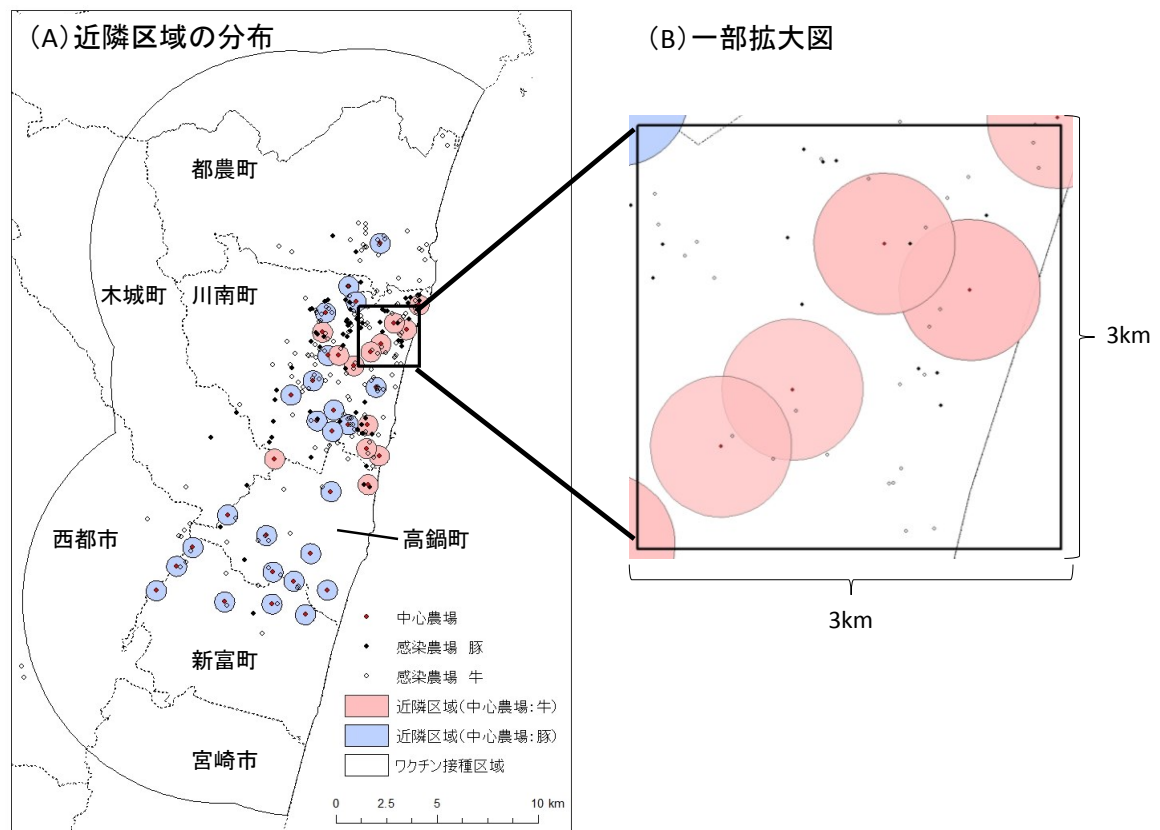 (A)近隣区域の分布
(B)一部拡大図
都農町
木城町
川南町
西都市
高鍋町
新富町
宮崎市
中心農場
感染農場 豚
感染農場 牛
近隣区域(中心農場:牛)
近隣区域(中心農場:豚)
ワクチン接種区域
0 2.5 5 10 km
3km
3km